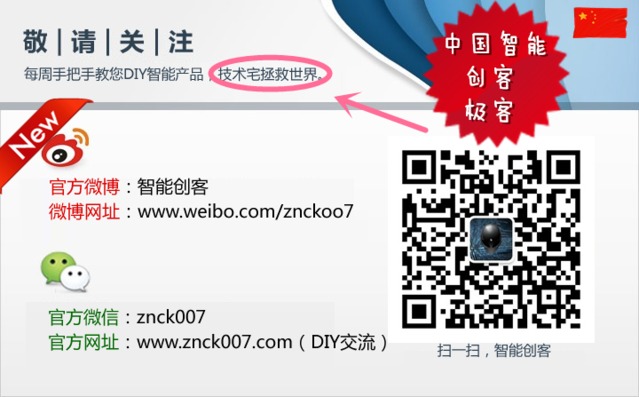 敬|请|关|注
每周手把手教您DIY智能产品，技术宅拯救世界。
中国智能
创客
极客
New
官方微博：智能创客
微博网址：www.weibo.com/znckoo7
官方微信：znck007
官方网址：www.znck007.com（DIY交流）
扫一扫，智能创客